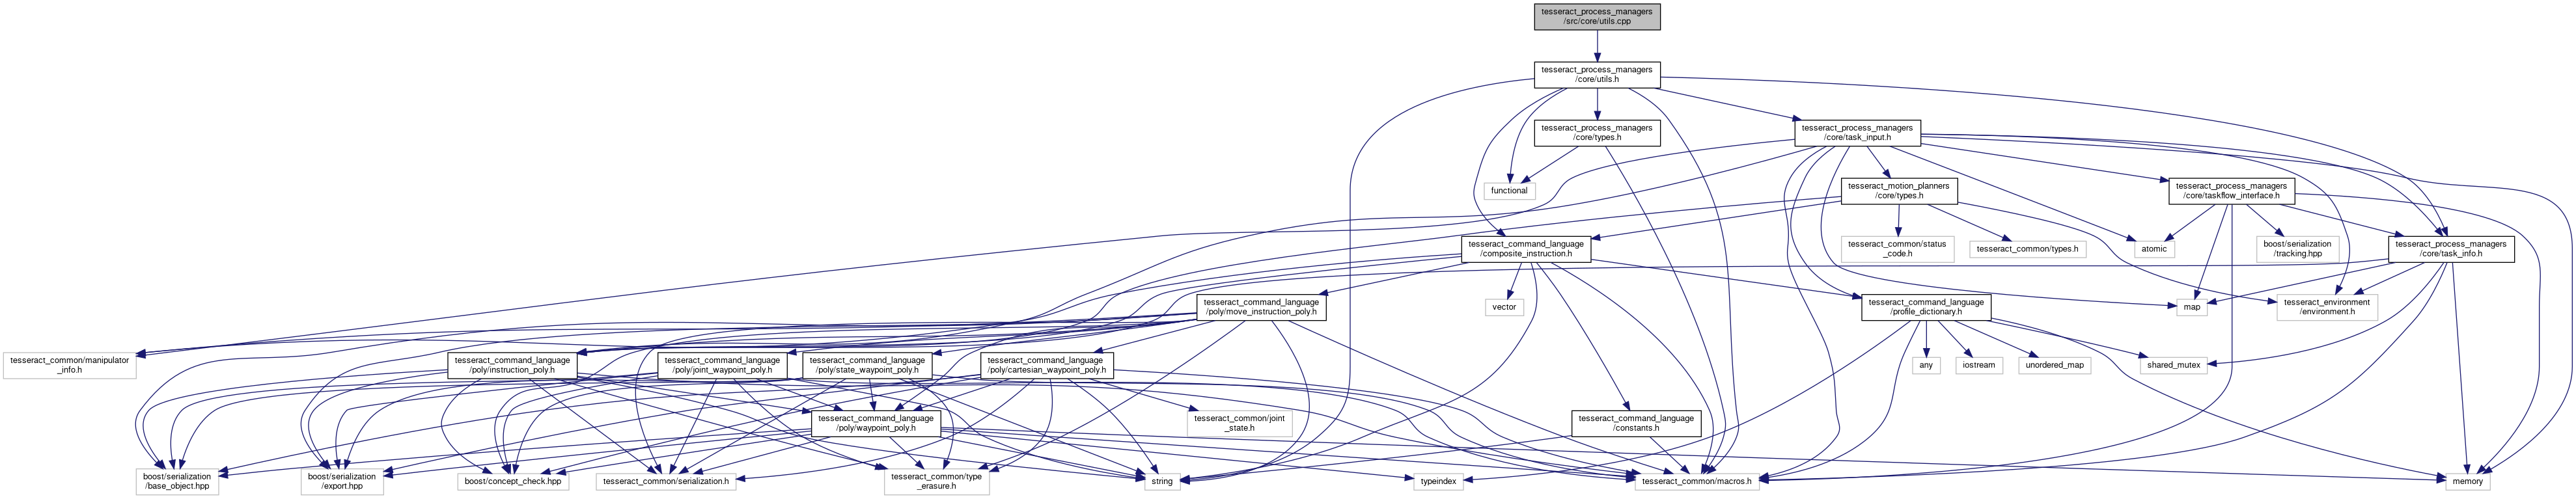 tesseract_process_managers
/src/core/utils.cpp
tesseract_process_managers
/core/utils.h
tesseract_process_managers
/core/types.h
tesseract_process_managers
/core/task_input.h
functional
tesseract_motion_planners
/core/types.h
tesseract_process_managers
/core/taskflow_interface.h
tesseract_command_language
/composite_instruction.h
tesseract_common/status
_code.h
tesseract_common/types.h
atomic
boost/serialization
/tracking.hpp
tesseract_process_managers
/core/task_info.h
tesseract_command_language
/poly/move_instruction_poly.h
vector
tesseract_command_language
/profile_dictionary.h
map
tesseract_environment
/environment.h
tesseract_common/manipulator
_info.h
tesseract_command_language
/poly/instruction_poly.h
tesseract_command_language
/poly/joint_waypoint_poly.h
tesseract_command_language
/poly/state_waypoint_poly.h
tesseract_command_language
/poly/cartesian_waypoint_poly.h
any
iostream
unordered_map
shared_mutex
tesseract_command_language
/poly/waypoint_poly.h
tesseract_common/joint
_state.h
tesseract_command_language
/constants.h
boost/serialization
/base_object.hpp
boost/serialization
/export.hpp
boost/concept_check.hpp
tesseract_common/serialization.h
tesseract_common/type
_erasure.h
string
typeindex
tesseract_common/macros.h
memory